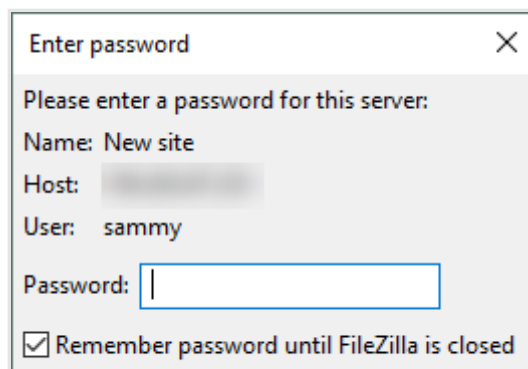 Enter password
Please enter a password for this server:
Name: New site
Host:
User: sammy
Password:
Remember password until FileZilla is closed